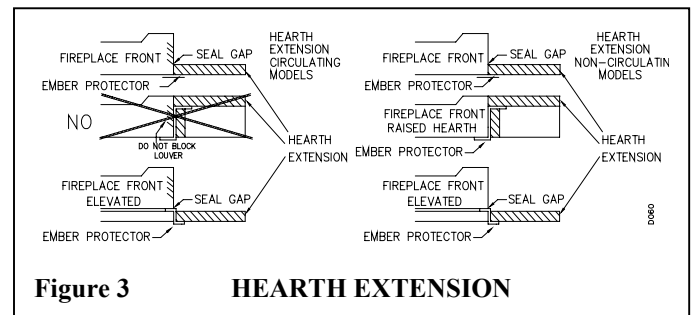 HEARTH
EXTENSION
CIRCULATING
MODELS
FIREPLACE FRONT
SEAL GAP
EMBER PROTECTOR
NO
DO NOT BLOCK
LOUVER
HEARTH
EXTENSION
FIREPLACE FRONT
ELEVATED
SEAL GAP
EMBER PROTECTOR
HEARTH
EXTENSION
NON-CIRCULATIN
MODELS
FIREPLACE FRONT
SEAL GAP
EMBER PROTECTOR
FIREPLACE FRONT
RAISED HEARTH
EMBER PROTECTOR
HEARTH
EXTENSION
FIREPLACE FRONT
ELEVATED
SEAL GAP
EMBER PROTECTOR
D060
Figure 3 HEARTH EXTENSION